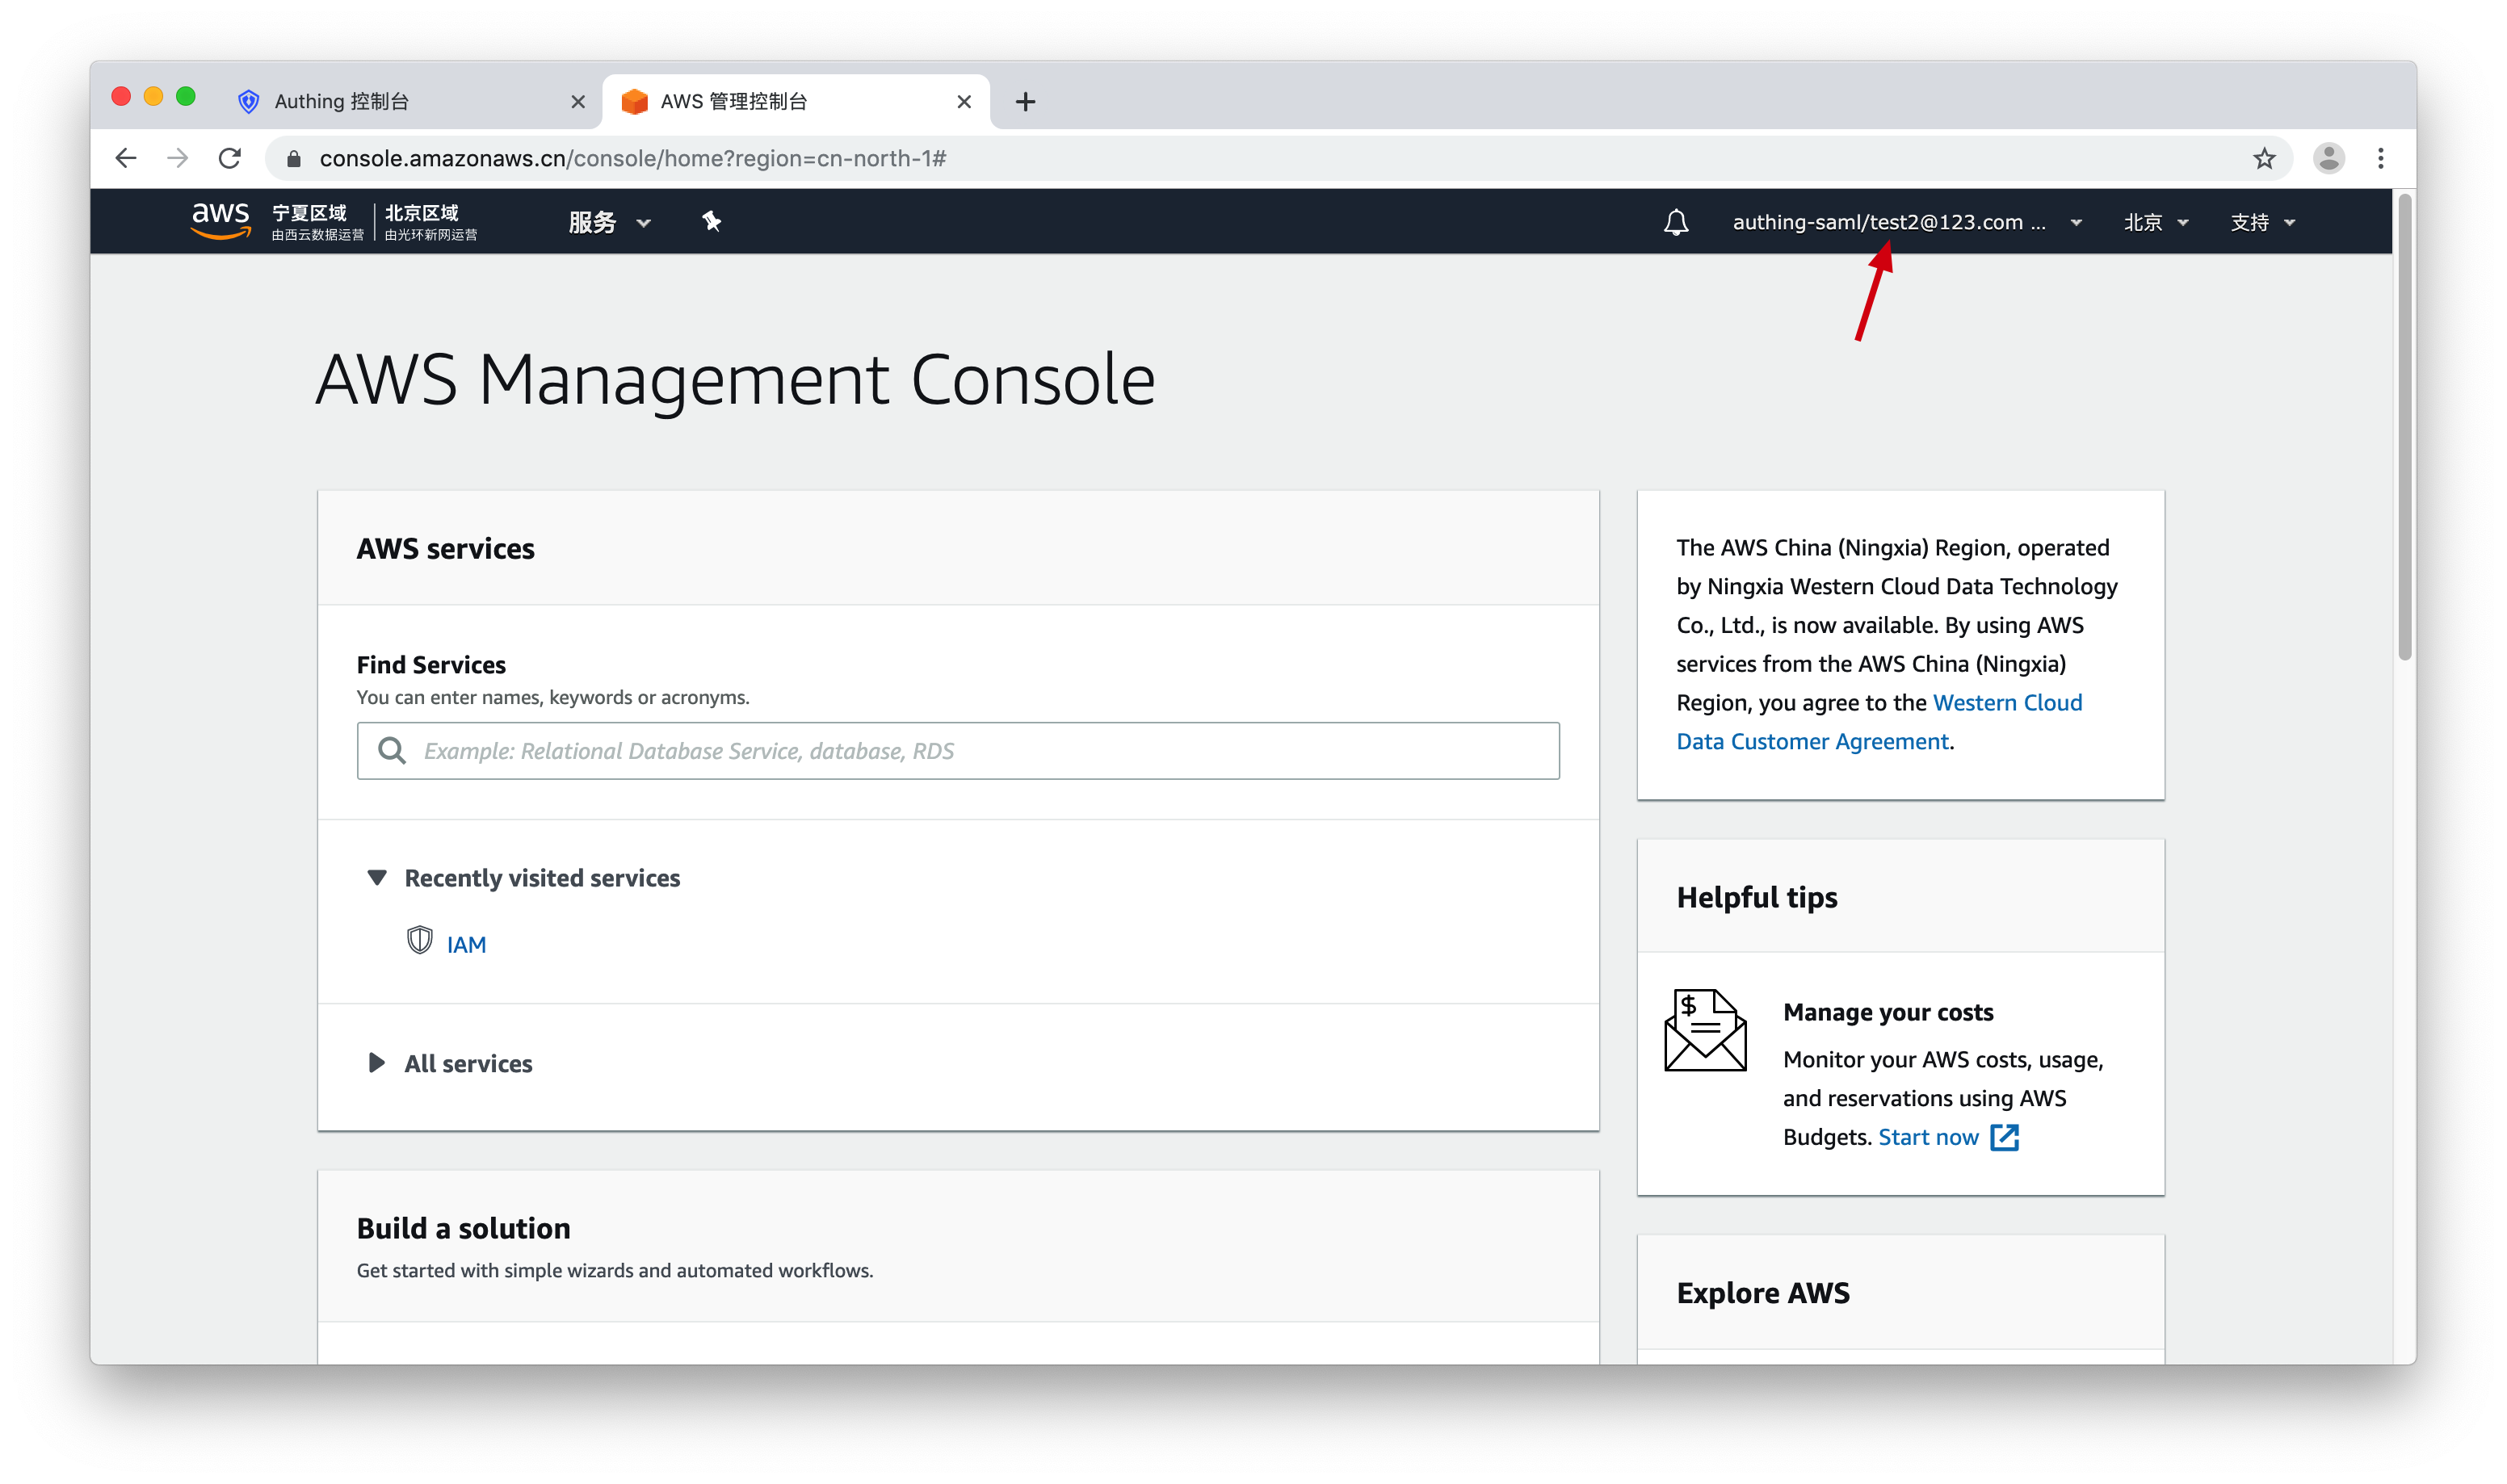 Authing 控制台
AWS 管理控制台
console.amazonaws.cn/console/home?region=cn-north-1#
aws
宁夏区域
由西云数据运营
北京区域
由光环新网运营
服务
authing-saml/test2@123.com ...
北京
支持
AWS Management Console
AWS services
Find Services
You can enter names, keywords or acronyms.
Example: Relational Database Service, database, RDS
Recently visited services
IAM
All services
Build a solution
Get started with simple wizards and automated workflows.
The AWS China (Ningxia) Region, operated
by Ningxia Western Cloud Data Technology
Co., Ltd., is now available. By using AWS
services from the AWS China (Ningxia)
Region, you agree to the Western Cloud
Data Customer Agreement.
Helpful tips
$
Manage your costs
Monitor your AWS costs, usage,
and reservations using AWS
Budgets. Start now
Explore AWS